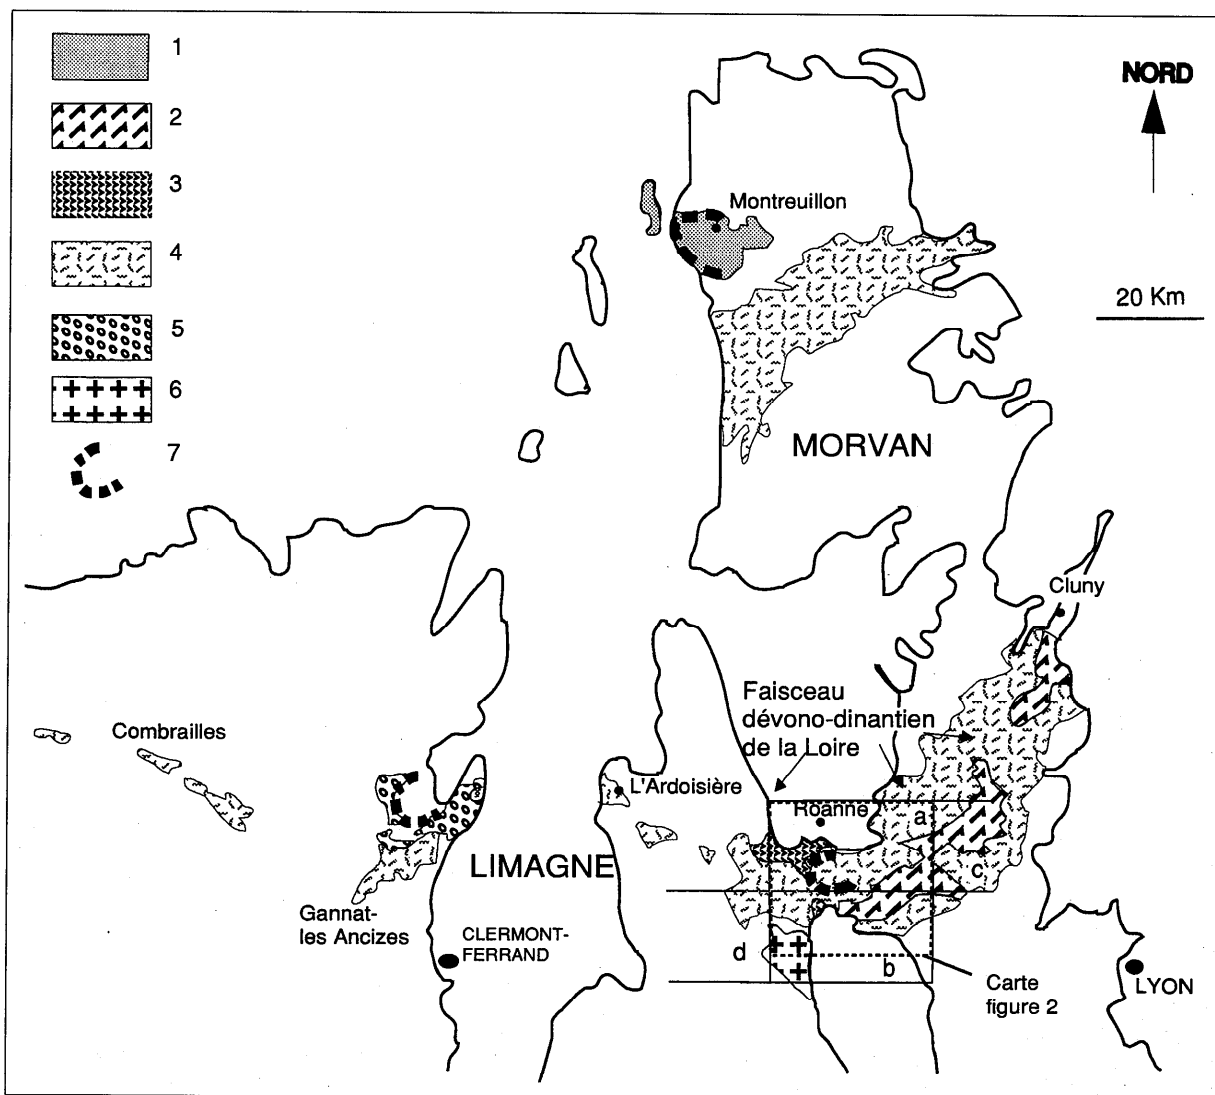 1
2
3
4
5
6
7
NORD
20 Km
Montreuillon
MORVAN
Cluny
Combrailles
Faisceau
dévono-dinantien
de la Loire
L'Ardoisière
Roanne
a
c
LIMAGNE
Gannat-
les Ancizes
CLERMONT-
FERRAND
d
b
Carte
figure 2
LYON